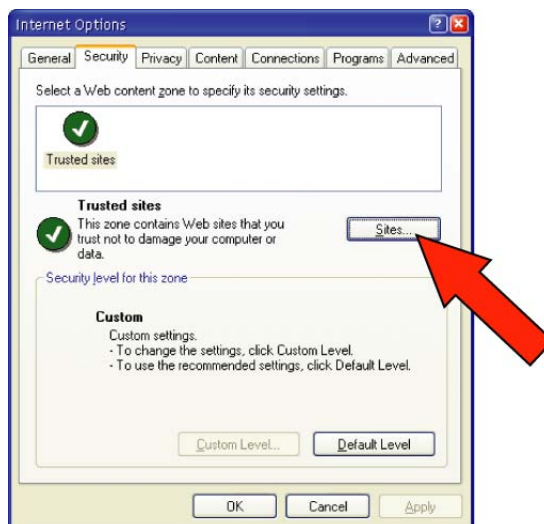 Internet Options
General Security Privacy Content Connections Programs Advanced
Select a Web content zone to specify its security settings.
Trusted sites
Trusted sites
This zone contains Web sites that you
trust not to damage your computer or
data.
Sites...
Security level for this zone
Custom
Custom settings.
- To change the settings, click Custom Level.
- To use the recommended settings, click Default Level.
Custom Level... Default Level
OK Cancel Apply